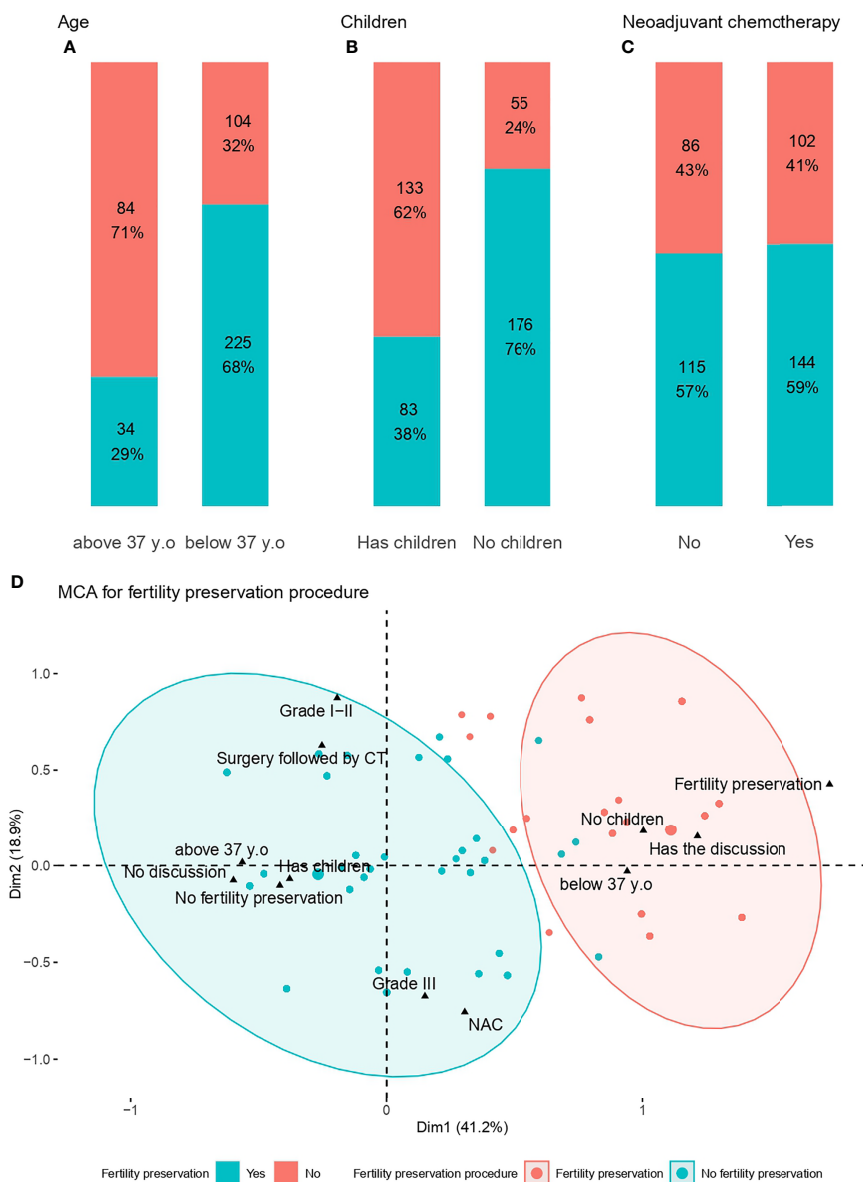 Age
Children
Neoadjuvant chemotherapy
A
B
C
84
71%
34
29%
104
32%
225
68%
133
62%
83
38%
55
24%
176
76%
86
43%
115
57%
102
41%
144
59%
above 37 y.o
below 37 y.o
Has children
No children
No
Yes
D
MCA for fertility preservation procedure
1.0
0.5
0.0
−0.5
−1.0
Dim2 (18.9%)
Grade I−II
Surgery followed by CT
above 37 y.o
Has children
No discussion
No fertility preservation
Grade III
NAC
Fertility preservation
No children
Has the discussion
below 37 y.o
−1
0
1
Dim1 (41.2%)
Fertility preservation Yes No
Fertility preservation procedure Fertility preservation No fertility preservation